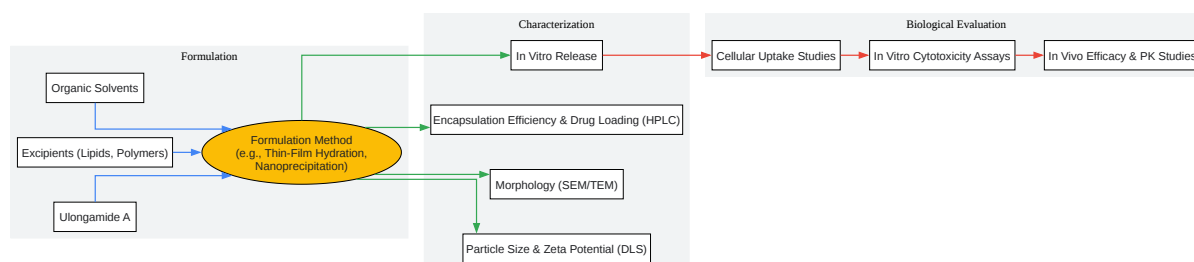 Formulation
Organic Solvents
Excipients (Lipids, Polymers)
Ulongamide A
Formulation Method
(e.g., Thin-Film Hydration,
Nanoprecipitation)
Characterization
In Vitro Release
Encapsulation Efficiency & Drug Loading (HPLC)
Morphology (SEM/TEM)
Particle Size & Zeta Potential (DLS)
Biological Evaluation
Cellular Uptake Studies
In Vitro Cytotoxicity Assays
In Vivo Efficacy & PK Studies